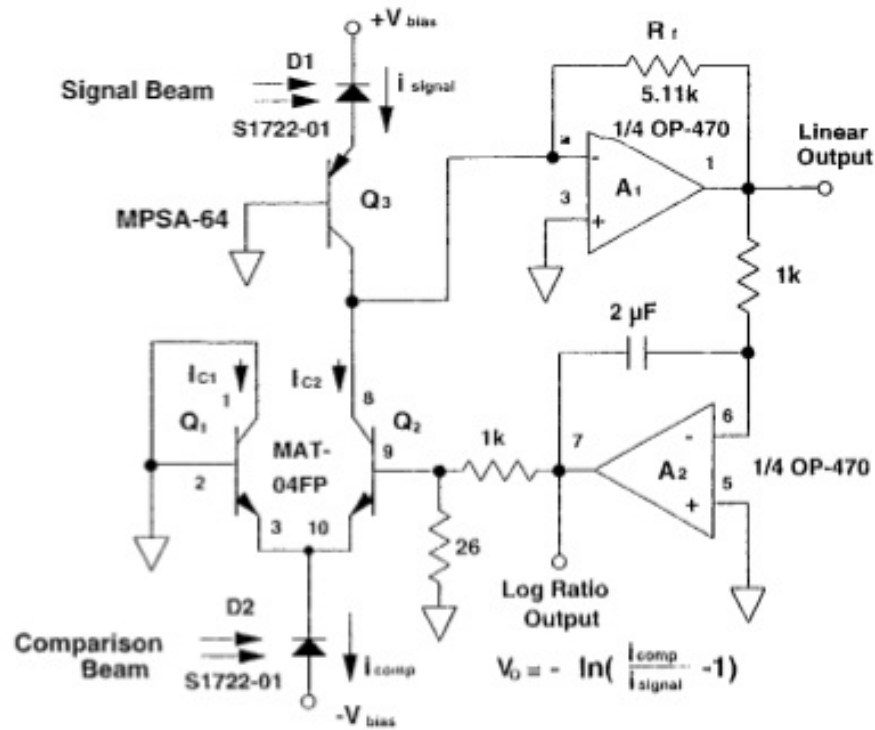 +V bias
D1
Signal Beam
i signal
S1722-01
Q3
MPSA-64
R f
5.11k
1/4 OP-470
Linear
Output
-
1
3
A1
+
1k
2 µF
IC1
IC2
1
8
Q1
Q2
MAT-
04FP
9
2
3
10
1k
7
6
-
A2
5
+
1/4 OP-470
26
Log Ratio
Output
D2
Comparison
Beam
S1722-01
i comp
-V bias
V0 = - ln( i comp / i signal -1)